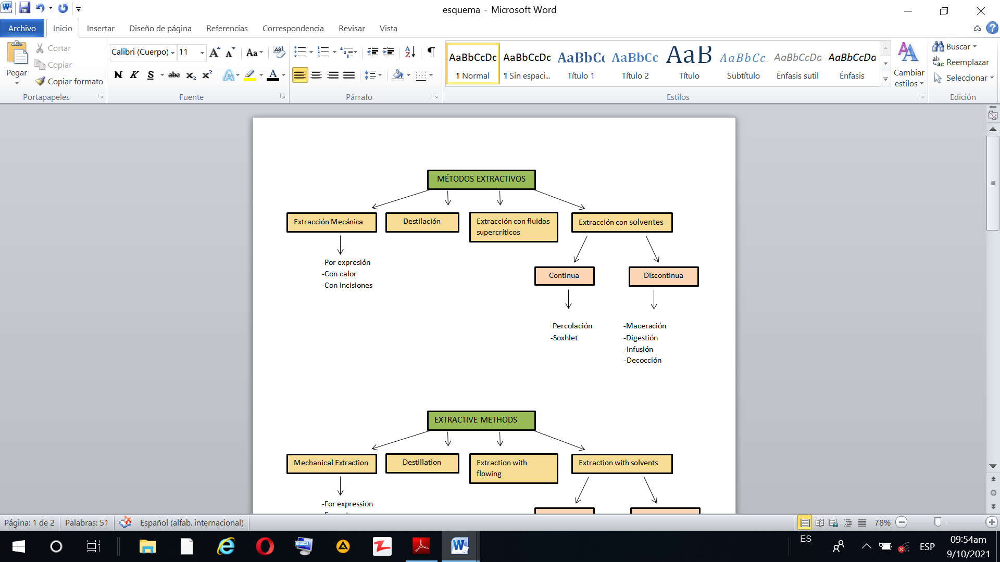 esquema - Microsoft Word
Archivo Inicio Insertar Diseño de página Referencias Correspondencia Revisar Vista
Pegar
Cortar
Copiar
Copiar formato
Portapapeles
Calibri (Cuerpo) 11
Fuente
Párrafo
AaBbCcDc AaBbCcDc AaBbC AaBbCc AaB AaBbCc. AaBbCcDa AaBbCcDa
¶ Normal ¶ Sin espaci... Título 1 Título 2 Título Subtítulo Énfasis sutil Énfasis
Estilos
Cambiar
estilos
Buscar
Reemplazar
Seleccionar
Edición
MÉTODOS EXTRACTIVOS
Extracción Mecánica
Destilación
Extracción con fluidos
supercríticos
Extracción con solventes
-Por expresión
-Con calor
-Con incisiones
Continua
Discontinua
-Percolación
-Soxhlet
-Maceración
-Digestión
-Infusión
-Decocción
EXTRACTIVE METHODS
Mechanical Extraction
Destillation
Extraction with
flowing
Extraction with solvents
-For expression
Página: 1 de 2 Palabras: 51 Español (alfab. internacional) 78%
ES
ESP
09:54am
9/10/2021